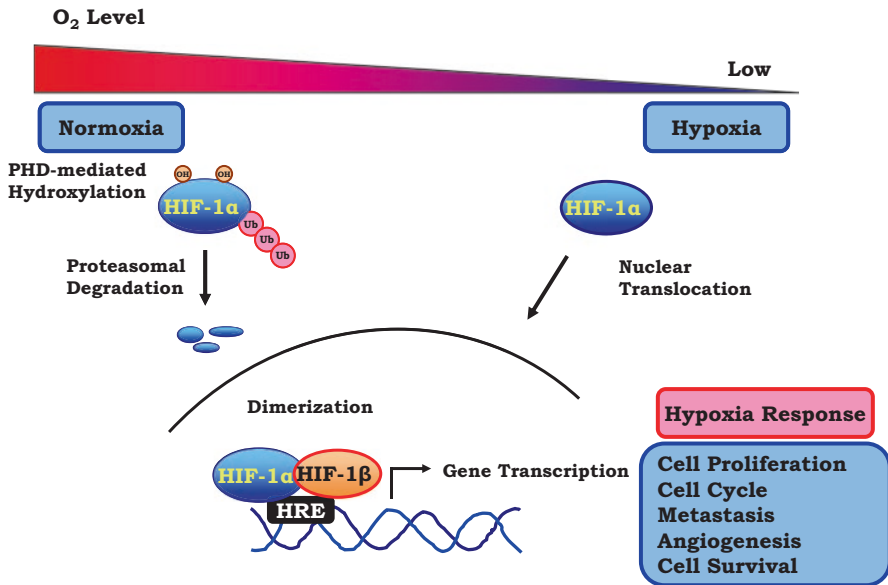 O₂ Level
Low
Normoxia
Hypoxia
PHD-mediated
Hydroxylation
OH
OH
HIF-1α
Ub
Ub
Ub
HIF-1α
Proteasomal
Degradation
Nuclear
Translocation
Dimerization
HIF-1α
HIF-1β
HRE
Gene Transcription
Hypoxia Response
Cell Proliferation
Cell Cycle
Metastasis
Angiogenesis
Cell Survival